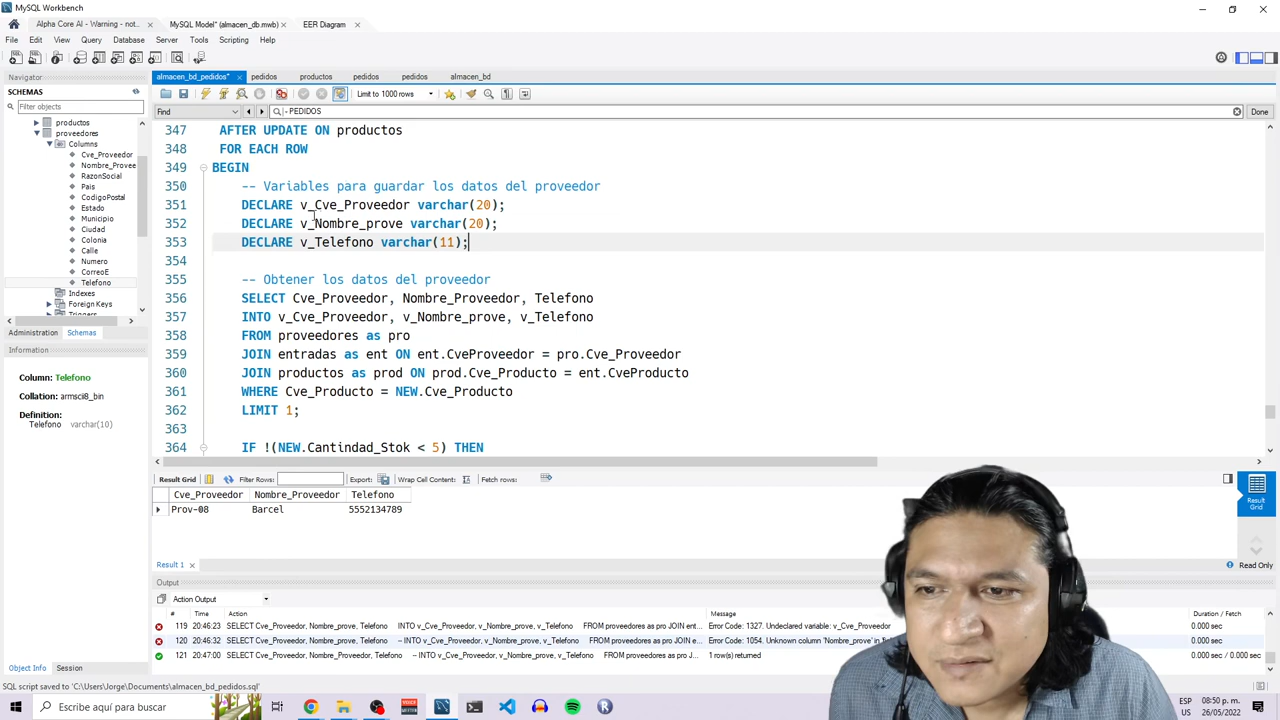 MySQL Workbench
Alpha Core AI - Warning - not...
MySQL Model* (almacen_db.mwb)
EER Diagram
File Edit View Query Database Server Tools Scripting Help
Navigator
almacen_bd_pedidos* pedidos productos pedidos pedidos almacen_bd
SCHEMAS
Limit to 1000 rows
Filter objects
Find
- PEDIDOS
Done
productos
proveedores
Columns
Cve_Proveedor
Nombre_Provee
RazonSocial
Pais
CodigoPostal
Estado
Municipio
Ciudad
Colonia
Calle
Numero
CorreoE
Telefono
Indexes
Foreign Keys
Triggers
Administration Schemas
Information
Column: Telefono
Collation: armscii8_bin
Definition:
Telefono varchar(10)
347 AFTER UPDATE ON productos
348 FOR EACH ROW
349 BEGIN
350 -- Variables para guardar los datos del proveedor
351 DECLARE v_Cve_Proveedor varchar(20);
352 DECLARE v_Nombre_prove varchar(20);
353 DECLARE v_Telefono varchar(11);
354
355 -- Obtener los datos del proveedor
356 SELECT Cve_Proveedor, Nombre_Proveedor, Telefono
357 INTO v_Cve_Proveedor, v_Nombre_prove, v_Telefono
358 FROM proveedores as pro
359 JOIN entradas as ent ON ent.CveProveedor = pro.Cve_Proveedor
360 JOIN productos as prod ON prod.Cve_Producto = ent.CveProducto
361 WHERE Cve_Producto = NEW.Cve_Producto
362 LIMIT 1;
363
364 IF !(NEW.Cantindad_Stok < 5) THEN
Result Grid Filter Rows: Export: Wrap Cell Content: Fetch rows:
Cve_Proveedor Nombre_Proveedor Telefono
Prov-08 Barcel 5552134789
Result Grid
Result 1
Read Only
Output
Action Output
# Time Action Message Duration / Fetch
119 20:46:23 SELECT Cve_Proveedor, Nombre_prove, Telefono INTO v_Cve_Proveedor, v_Nombre_prove, v_Telefono FROM proveedores as pro JOIN ent... Error Code: 1327. Undeclared variable: v_Cve_Proveedor 0.000 sec
120 20:46:32 SELECT Cve_Proveedor, Nombre_prove, Telefono -- INTO v_Cve_Proveedor, v_Nombre_prove, v_Telefono FROM proveedores as pro JOIN... Error Code: 1054. Unknown column 'Nombre_prove' in 0.000 sec
121 20:47:00 SELECT Cve_Proveedor, Nombre_Proveedor, Telefono -- INTO v_Cve_Proveedor, v_Nombre_prove, v_Telefono FROM proveedores as pro J... 1 row(s) returned 0.000 sec / 0.000 sec
Object Info Session
SQL script saved to 'C:\Users\Jorge\Documents\almacen_bd_pedidos.sql'
Escribe aquí para buscar
ESP
US
08:50 p. m.
26/05/2022